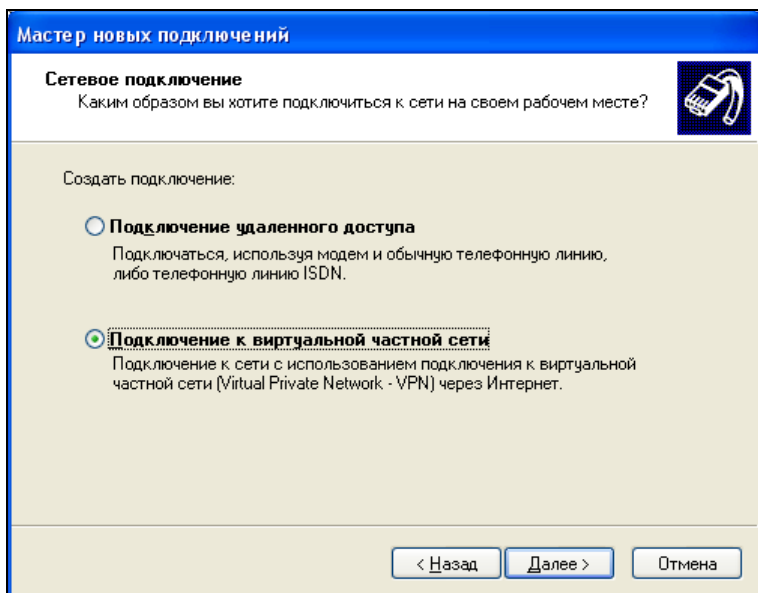 Мастер новых подключений
Сетевое подключение
Каким образом вы хотите подключиться к сети на своем рабочем месте?
Создать подключение:
Подключение удаленного доступа
Подключаться, используя модем и обычную телефонную линию,
либо телефонную линию ISDN.
Подключение к виртуальной частной сети
Подключение к сети с использованием подключения к виртуальной
частной сети (Virtual Private Network - VPN) через Интернет.
< Назад
Далее >
Отмена